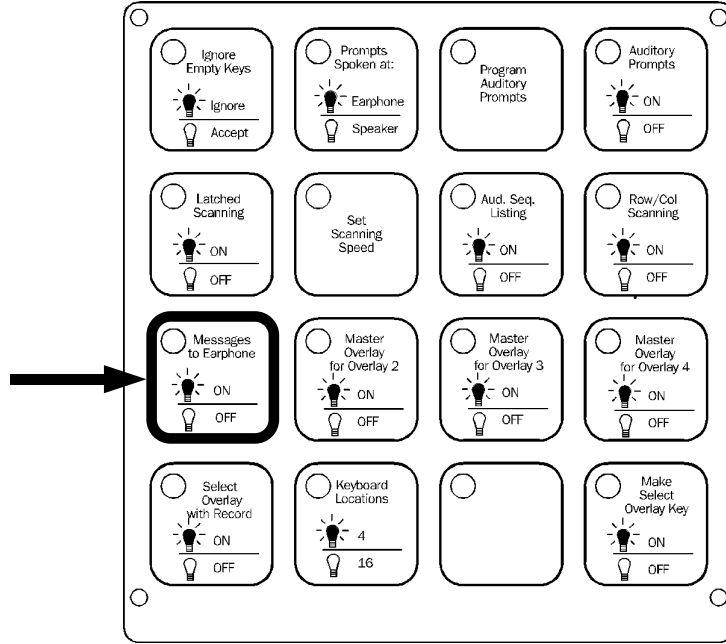 Ignore
Empty Keys
Ignore
Accept
Prompts
Spoken at:
Earphone
Speaker
Program
Auditory
Prompts
Auditory
Prompts
ON
OFF
Latched
Scanning
ON
OFF
Set
Scanning
Speed
Aud. Seq.
Listing
ON
OFF
Row/Col
Scanning
ON
OFF
Messages
to Earphone
ON
OFF
Master
Overlay
for Overlay 2
ON
OFF
Master
Overlay
for Overlay 3
ON
OFF
Master
Overlay
for Overlay 4
ON
OFF
Select
Overlay
with Record
ON
OFF
Keyboard
Locations
4
16
Make
Select
Overlay Key
ON
OFF